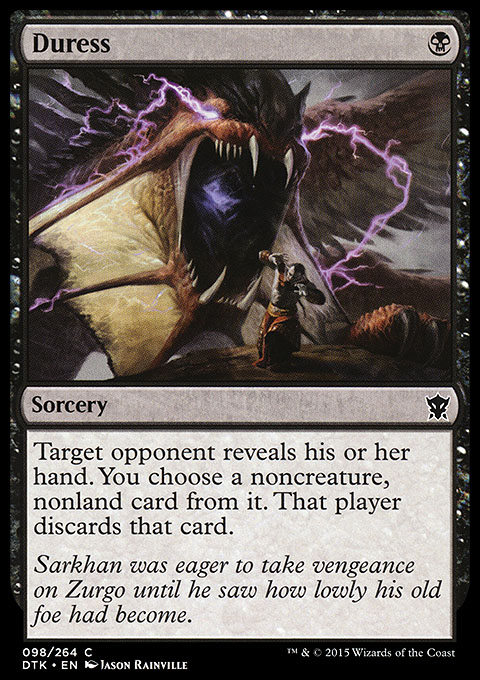 Duress
Sorcery
Target opponent reveals his or her
hand. You choose a noncreature,
nonland card from it. That player
discards that card.
Sarkhan was eager to take vengeance
on Zurgo until he saw how lowly his old
foe had become.
098/264 C
DTK • EN JASON RAINVILLE
™ & © 2015 Wizards of the Coast